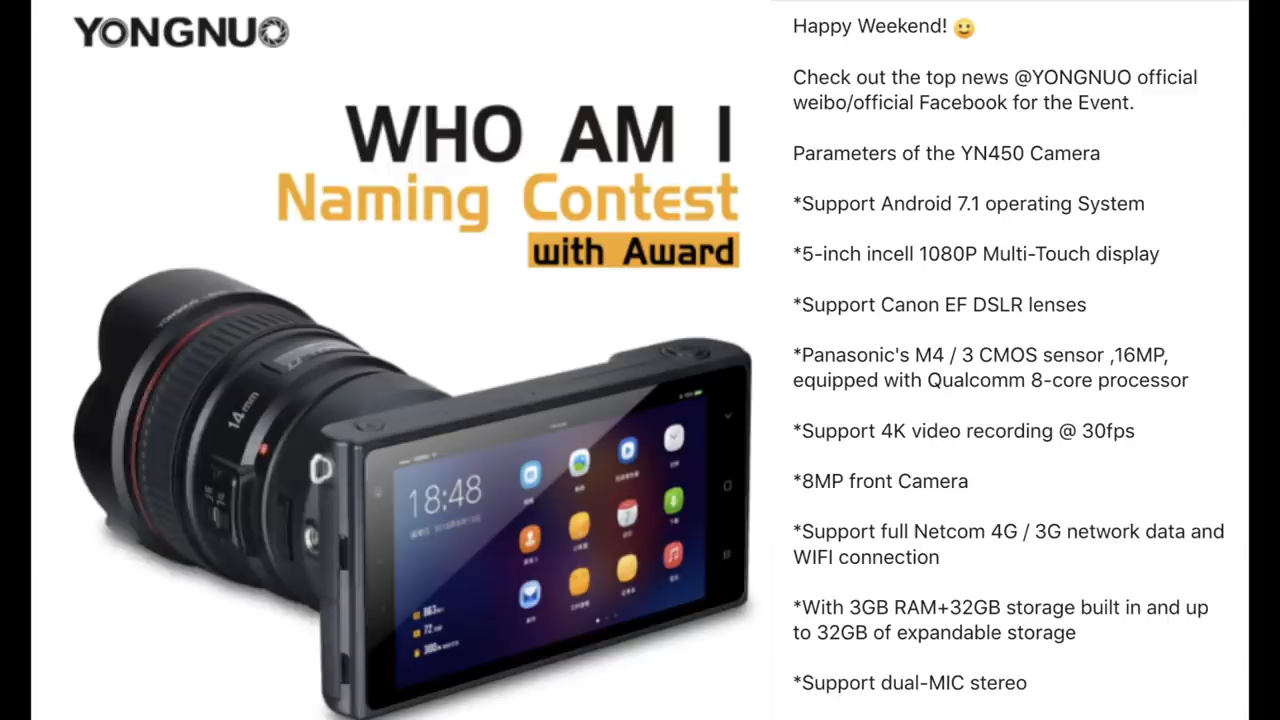 YONGNUO
WHO AM I
Naming Contest
with Award
14mm
18:48
Happy Weekend! 🙂
Check out the top news @YONGNUO official
weibo/official Facebook for the Event.
Parameters of the YN450 Camera
*Support Android 7.1 operating System
*5-inch incell 1080P Multi-Touch display
*Support Canon EF DSLR lenses
*Panasonic's M4 / 3 CMOS sensor ,16MP,
equipped with Qualcomm 8-core processor
*Support 4K video recording @ 30fps
*8MP front Camera
*Support full Netcom 4G / 3G network data and
WIFI connection
*With 3GB RAM+32GB storage built in and up
to 32GB of expandable storage
*Support dual-MIC stereo